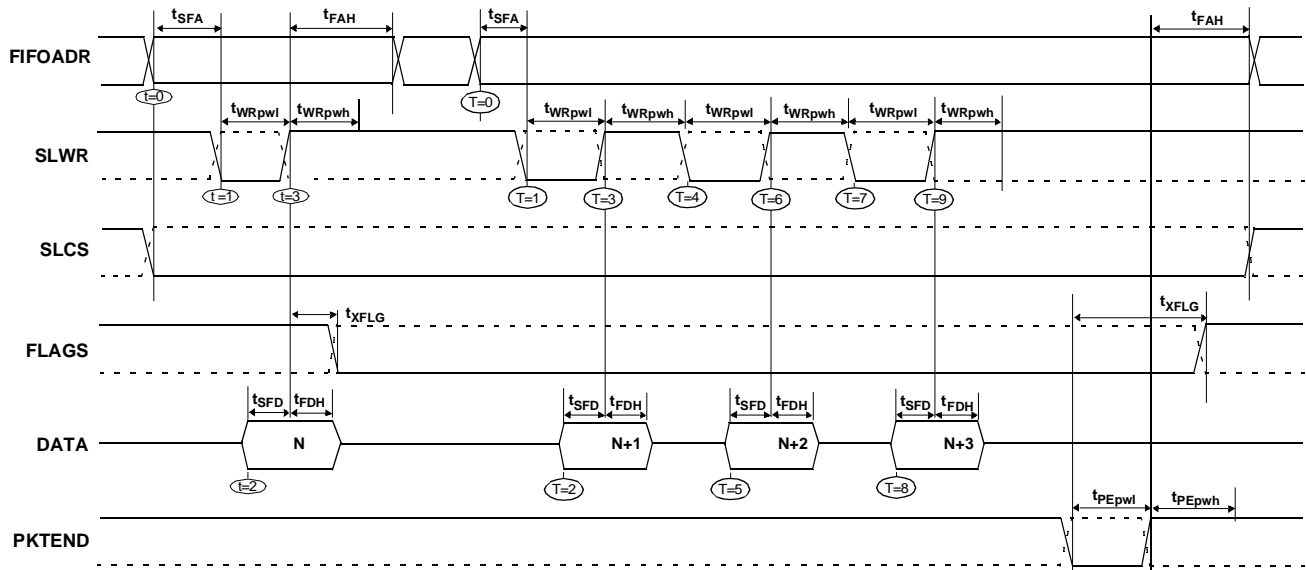 tSFA tFAH tSFA tFAH
FIFOADR
t=0 T=0
tWRpwl tWRpwh tWRpwl tWRpwh tWRpwl tWRpwh tWRpwl tWRpwh
SLWR
t=1 t=3 T=1 T=3 T=4 T=6 T=7 T=9
SLCS
tXFLG tXFLG
FLAGS
tSFD tFDH tSFD tFDH tSFD tFDH tSFD tFDH
DATA N N+1 N+2 N+3
t=2 T=2 T=5 T=8
tPEpwl tPEpwh
PKTEND